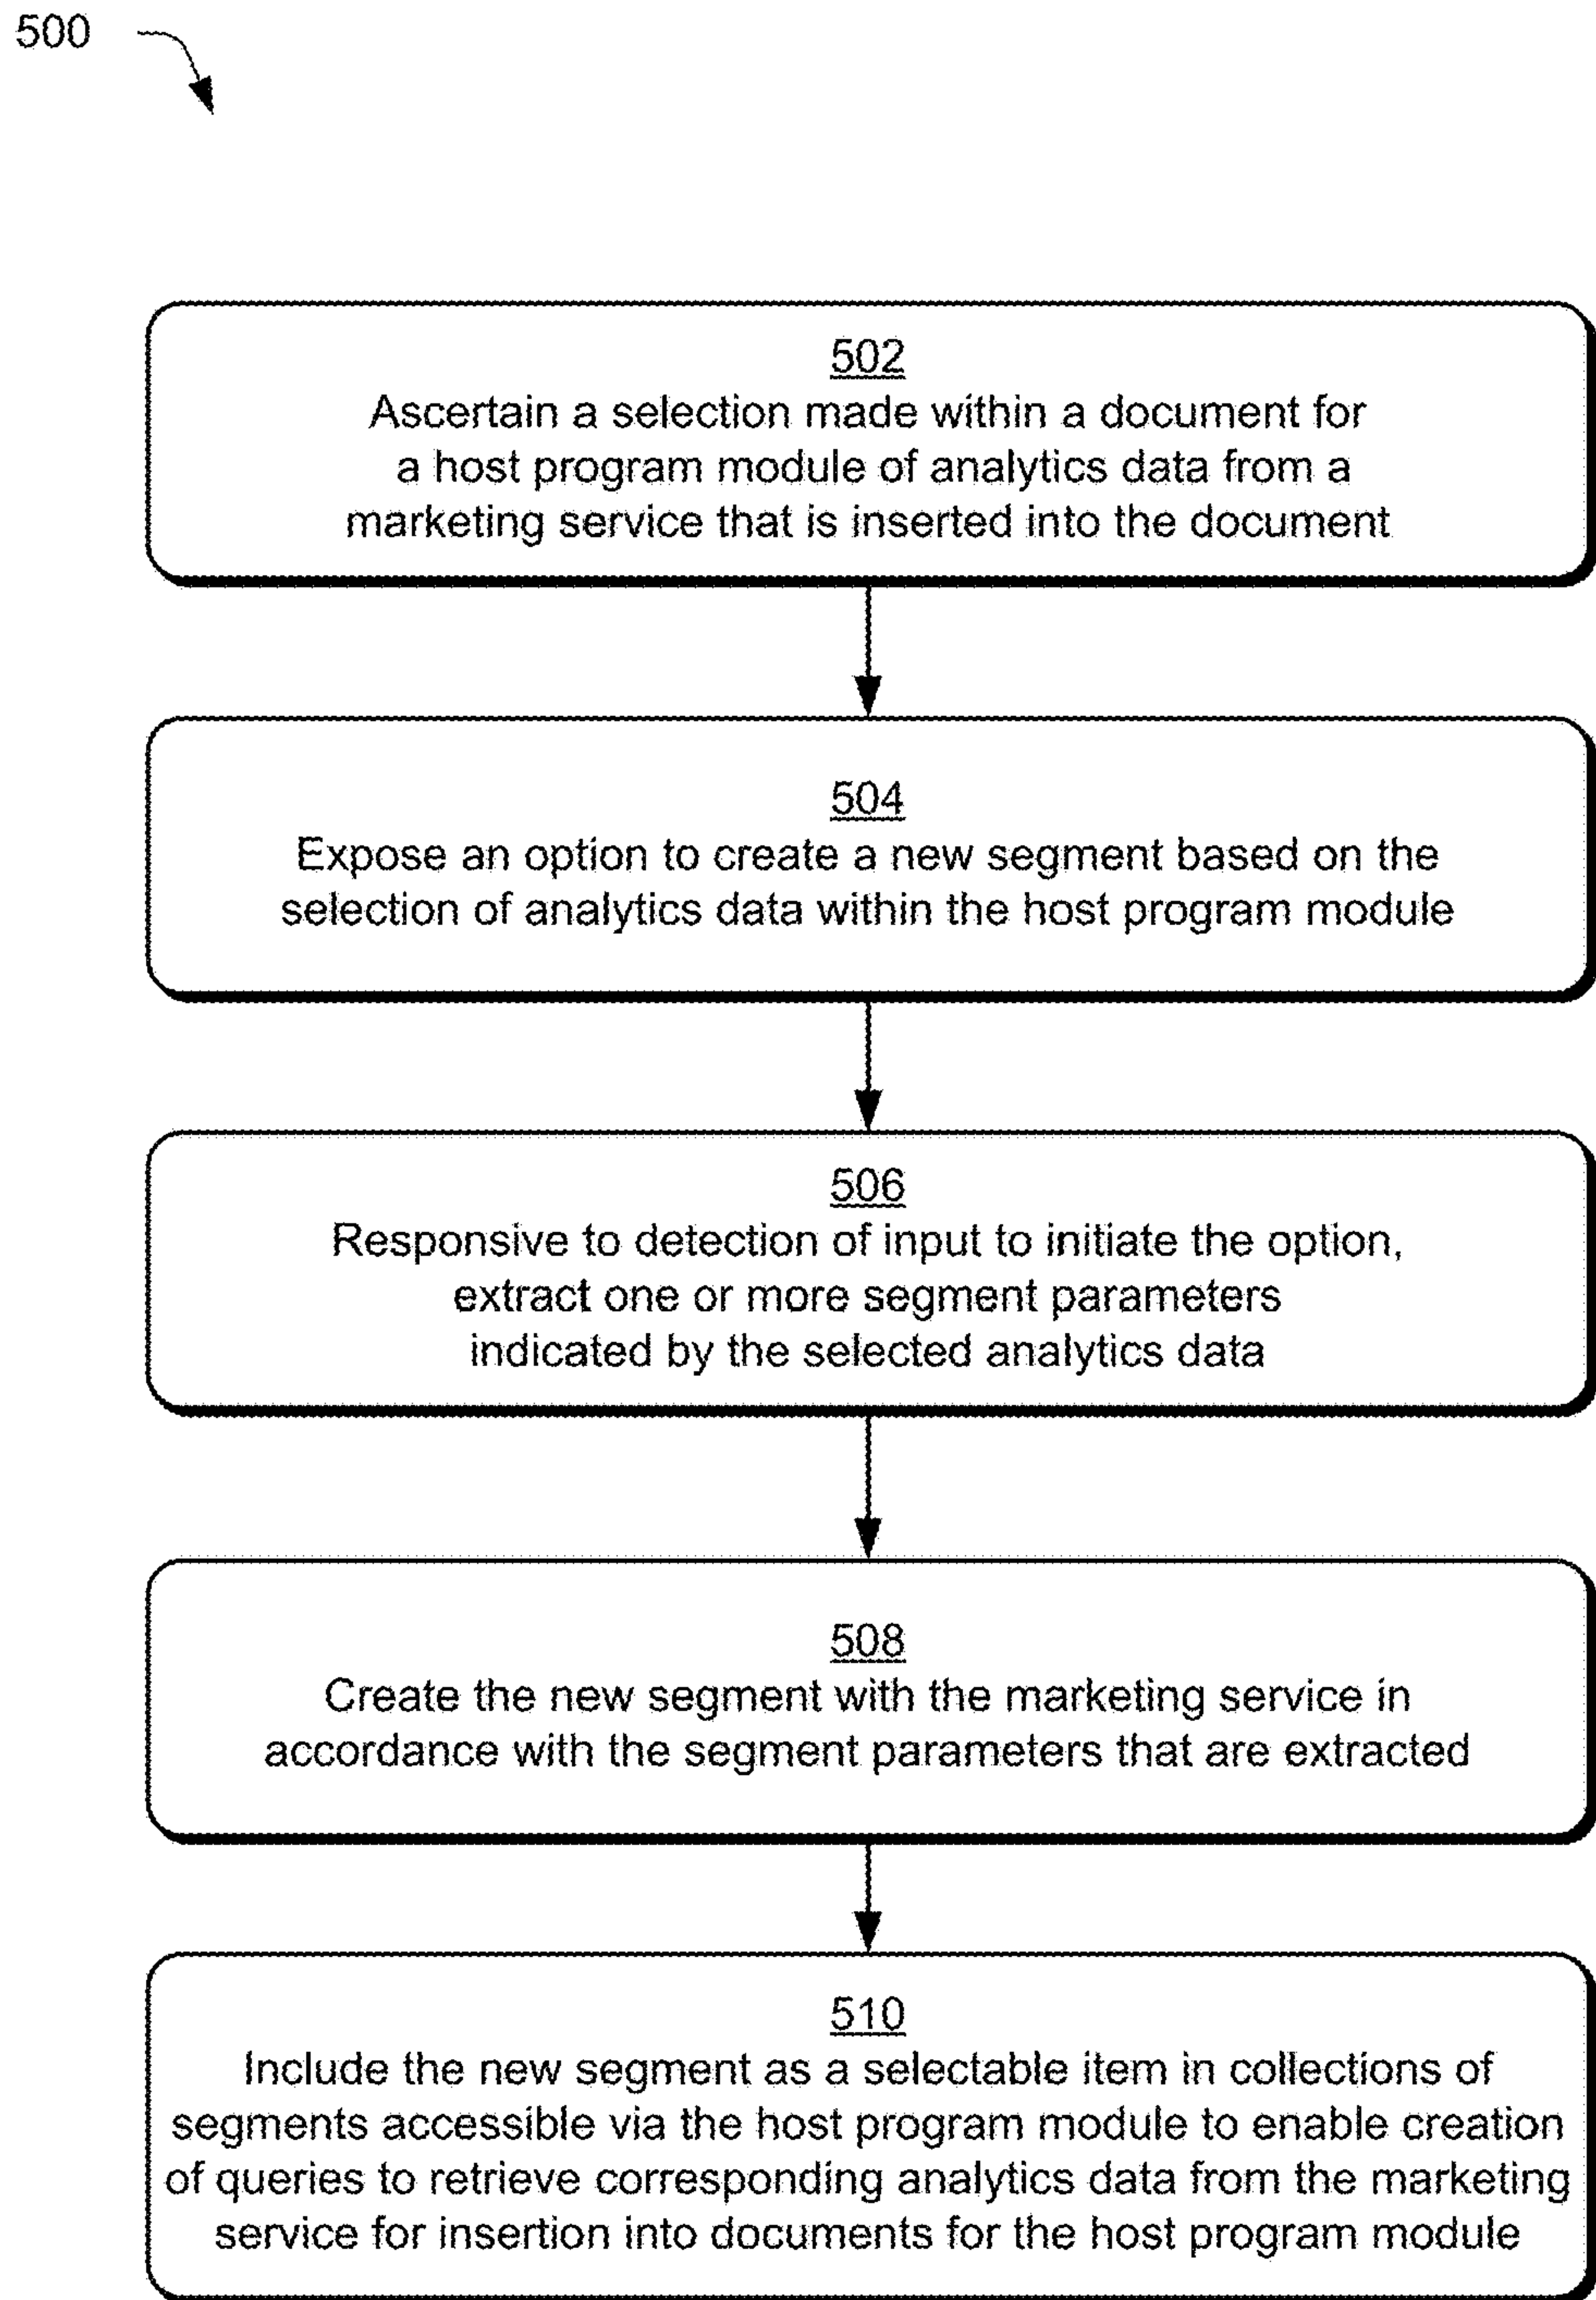 500
502
Ascertain a selection made within a document for
a host program module of analytics data from a
marketing service that is inserted into the document
504
Expose an option to create a new segment based on the
selection of analytics data within the host program module
506
Responsive to detection of input to initiate the option,
extract one or more segment parameters
indicated by the selected analytics data
508
Create the new segment with the marketing service in
accordance with the segment parameters that are extracted
510
Include the new segment as a selectable item in collections of
segments accessible via the host program module to enable creation
of queries to retrieve corresponding analytics data from the marketing
service for insertion into documents for the host program module